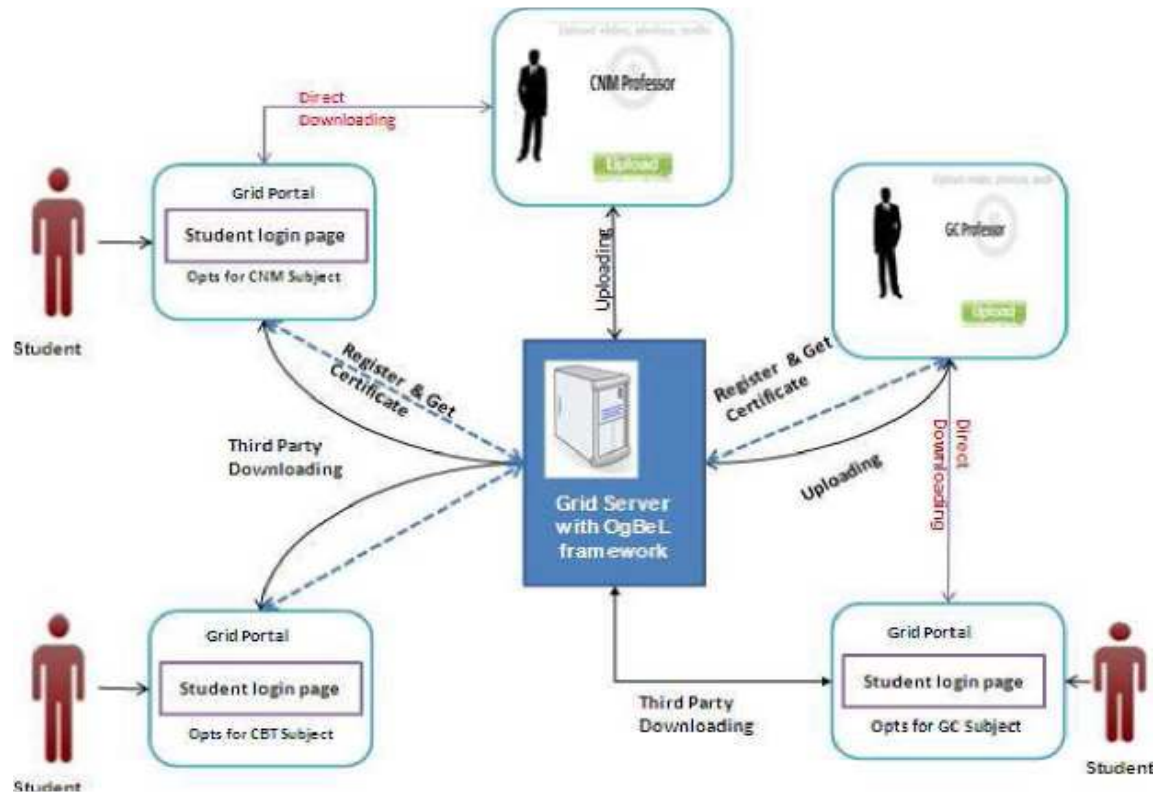 CNM Professor
Upload
Direct
Downloading
Grid Portal
Student login page
Opts for CNM Subject
Student
Uploading
GC Professor
Upload
Register & Get
Certificate
Third Party
Downloading
Grid Server
with OgBeL
framework
Register & Get
Certificate
Uploading
Direct
Downloading
Grid Portal
Student login page
Opts for CBT Subject
Student
Third Party
Downloading
Grid Portal
Student login page
Opts for GC Subject
Student